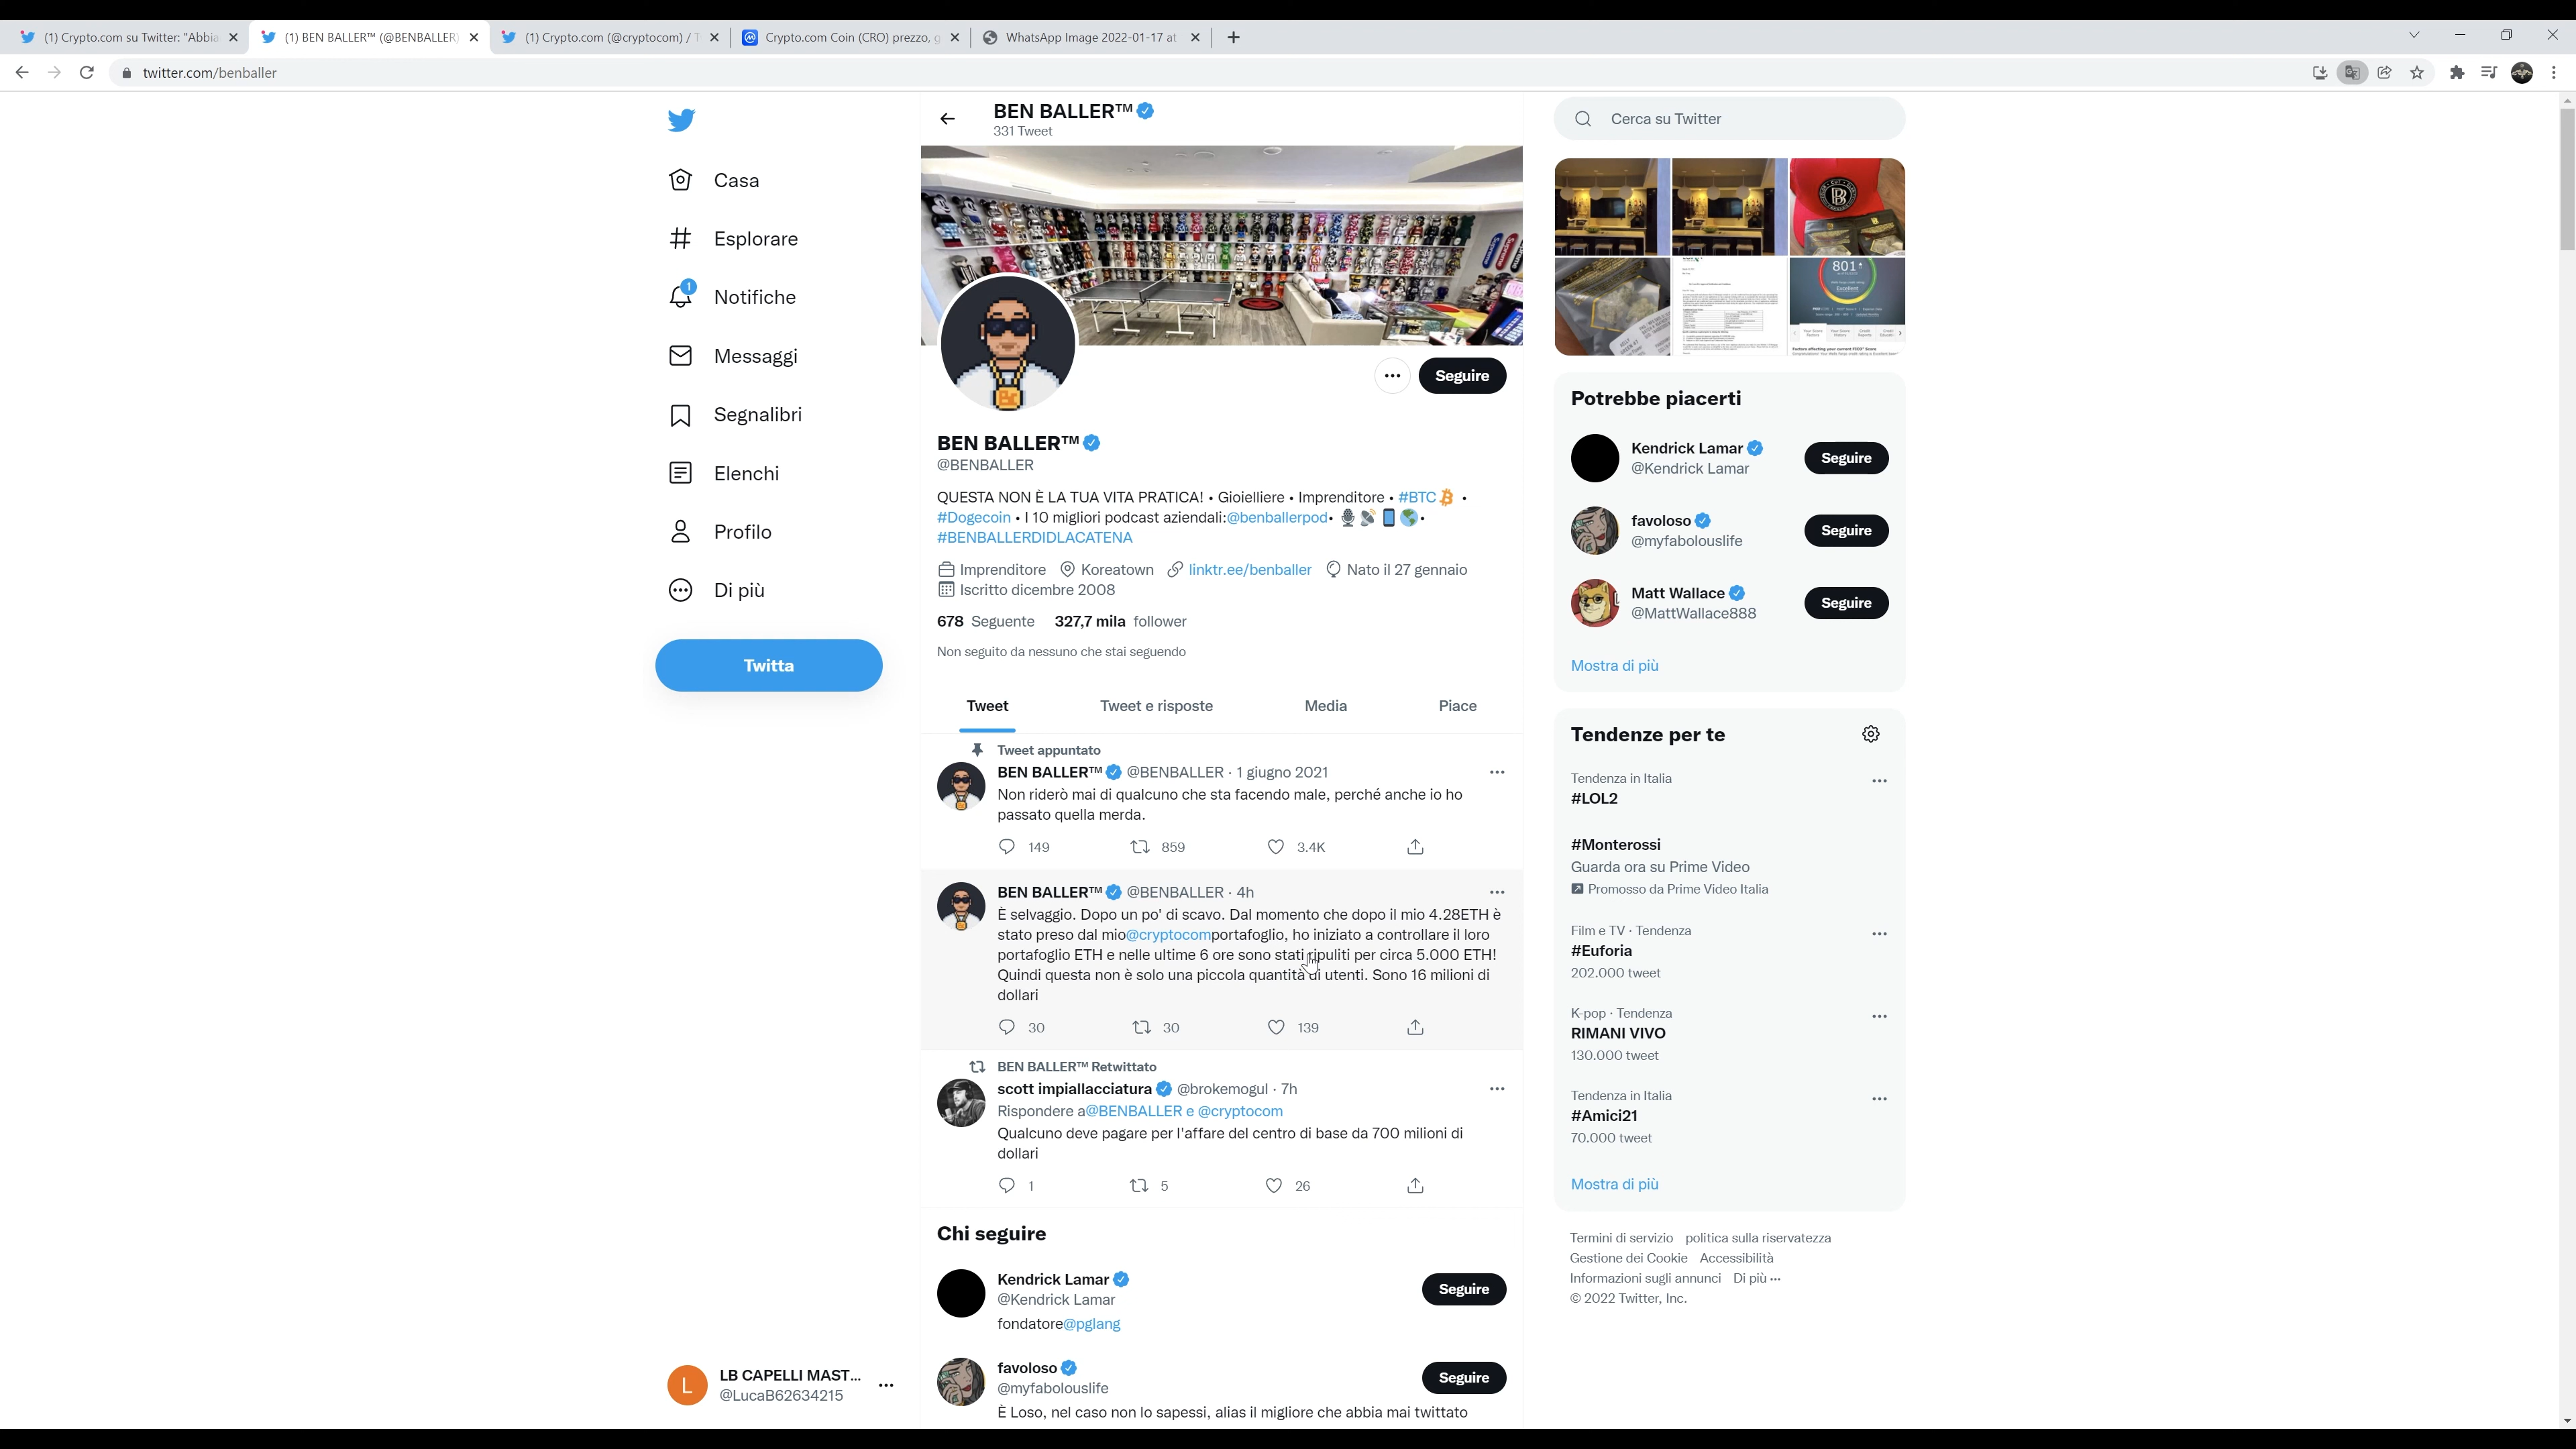 (1) Crypto.com su Twitter: "Abbia
(1) BEN BALLER™ (@BENBALLER)
(1) Crypto.com (@cryptocom) / T
Crypto.com Coin (CRO) prezzo, g
WhatsApp Image 2022-01-17 at
twitter.com/benballer
Casa
Esplorare
1
Notifiche
Messaggi
Segnalibri
Elenchi
Profilo
Di più
Twitta
LB CAPELLI MAST...
@LucaB62634215
L
BEN BALLER™
331 Tweet
Seguire
BEN BALLER™
@BENBALLER
QUESTA NON È LA TUA VITA PRATICA! • Gioielliere • Imprenditore • #BTC •
#Dogecoin • I 10 migliori podcast aziendali:@benballerpod• 🎙📡📱🌎•
#BENBALLERDIDLACATENA
Imprenditore Koreatown linktr.ee/benballer Nato il 27 gennaio
Iscritto dicembre 2008
678 Seguente 327,7 mila follower
Non seguito da nessuno che stai seguendo
Tweet Tweet e risposte Media Piace
Tweet appuntato
BEN BALLER™ @BENBALLER · 1 giugno 2021
Non riderò mai di qualcuno che sta facendo male, perché anche io ho
passato quella merda.
149 859 3.4K
BEN BALLER™ @BENBALLER · 4h
È selvaggio. Dopo un po' di scavo. Dal momento che dopo il mio 4.28ETH è
stato preso dal mio@cryptocomportafoglio, ho iniziato a controllare il loro
portafoglio ETH e nelle ultime 6 ore sono stati ripuliti per circa 5.000 ETH!
Quindi questa non è solo una piccola quantità di utenti. Sono 16 milioni di
dollari
30 30 139
BEN BALLER™ Retwittato
scott impiallacciatura @brokemogul · 7h
Rispondere a@BENBALLER e @cryptocom
Qualcuno deve pagare per l'affare del centro di base da 700 milioni di
dollari
1 5 26
Chi seguire
Kendrick Lamar
@Kendrick Lamar
Seguire
fondatore@pglang
favoloso
@myfabolouslife
Seguire
È Loso, nel caso non lo sapessi, alias il migliore che abbia mai twittato
Cerca su Twitter
801
Excellent
Potrebbe piacerti
Kendrick Lamar
@Kendrick Lamar
Seguire
favoloso
@myfabolouslife
Seguire
Matt Wallace
@MattWallace888
Seguire
Mostra di più
Tendenze per te
Tendenza in Italia
#LOL2
#Monterossi
Guarda ora su Prime Video
Promosso da Prime Video Italia
Film e TV · Tendenza
#Euforia
202.000 tweet
K-pop · Tendenza
RIMANI VIVO
130.000 tweet
Tendenza in Italia
#Amici21
70.000 tweet
Mostra di più
Termini di servizio politica sulla riservatezza
Gestione dei Cookie Accessibilità
Informazioni sugli annunci Di più ···
© 2022 Twitter, Inc.